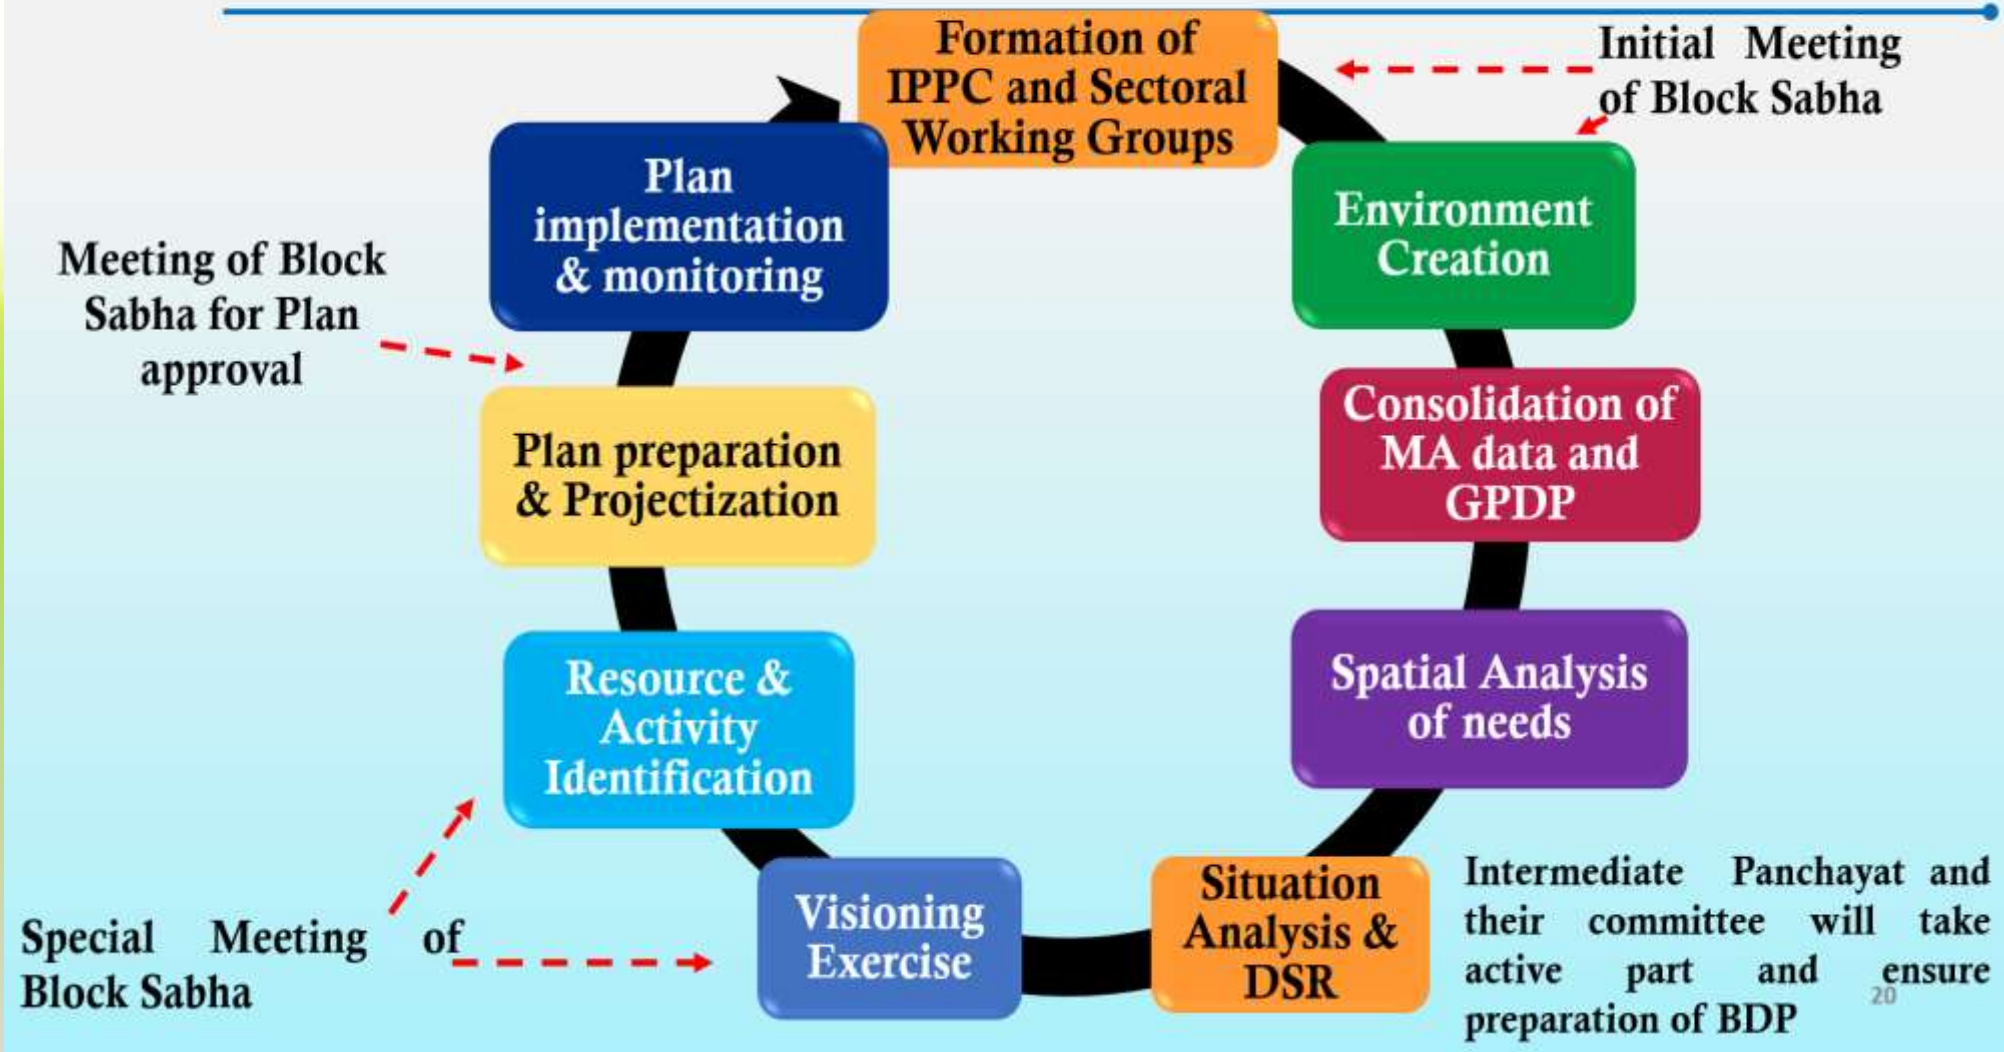 Formation of
IPPC and Sectoral
Working Groups
Initial Meeting
of Block Sabha
Environment
Creation
Consolidation of
MA data and
GPDP
Spatial Analysis
of needs
Situation
Analysis &
DSR
Intermediate Panchayat and
their committee will take
active part and ensure
preparation of BDP
20
Visioning
Exercise
Special Meeting of
Block Sabha
Resource &
Activity
Identification
Plan preparation
& Projectization
Meeting of Block
Sabha for Plan
approval
Plan
implementation
& monitoring